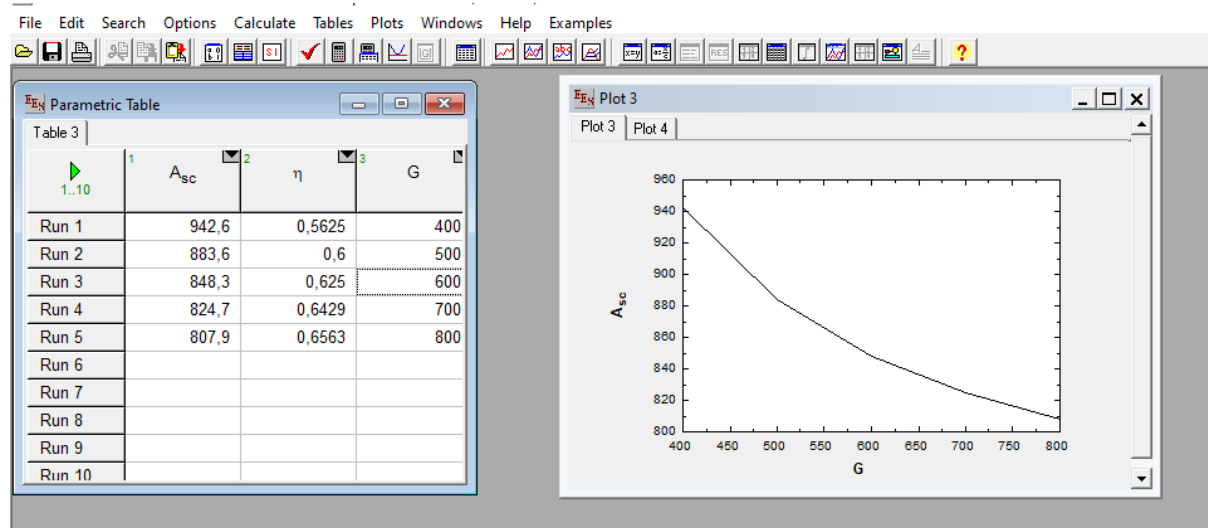 File Edit Search Options Calculate Tables Plots Windows Help Examples
EES Parametric Table
Table 3
1..10
1 Asc 2 η 3 G
Run 1 942,6 0,5625 400
Run 2 883,6 0,6 500
Run 3 848,3 0,625 600
Run 4 824,7 0,6429 700
Run 5 807,9 0,6563 800
Run 6
Run 7
Run 8
Run 9
Run 10
EES Plot 3
Plot 3 Plot 4
960
940
920
900
880
860
840
820
800
Asc
400 450 500 550 600 650 700 750 800
G